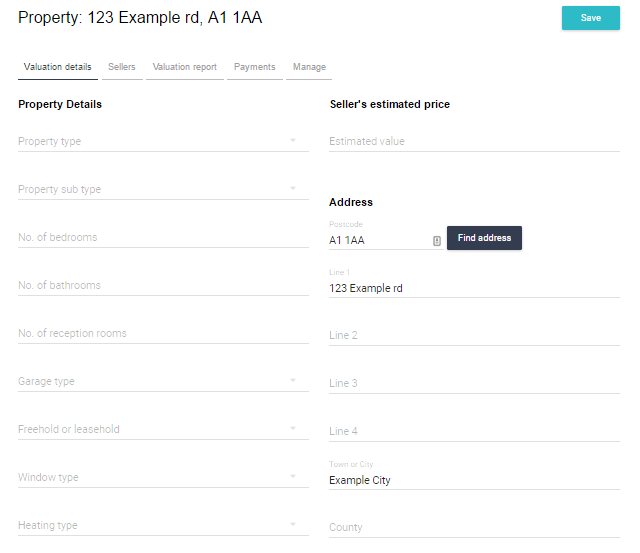 Property: 123 Example rd, A1 1AA
Save
Valuation details
Sellers
Valuation report
Payments
Manage
Property Details
Property type
Property sub type
No. of bedrooms
No. of bathrooms
No. of reception rooms
Garage type
Freehold or leasehold
Window type
Heating type
Seller's estimated price
Estimated value
Address
Postcode
A1 1AA
Find address
Line 1
123 Example rd
Line 2
Line 3
Line 4
Town or City
Example City
County